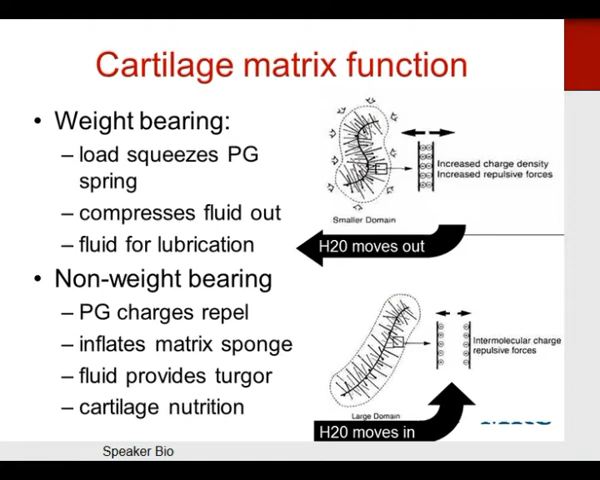 Cartilage matrix function
• Weight bearing:
– load squeezes PG
spring
– compresses fluid out
– fluid for lubrication
• Non-weight bearing
– PG charges repel
– inflates matrix sponge
– fluid provides turgor
– cartilage nutrition
Increased charge density
Increased repulsive forces
Smaller Domain
H20 moves out
Intermolecular charge
repulsive forces
Large Domain
H20 moves in
Speaker Bio